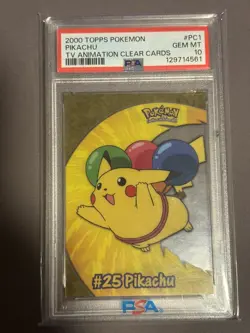 2000 TOPPS POKEMON #PC1
PIKACHU GEM MT
TV ANIMATION CLEAR CARDS 10
PSA 129714561
POKéMON
#25 Pikachu
PSA